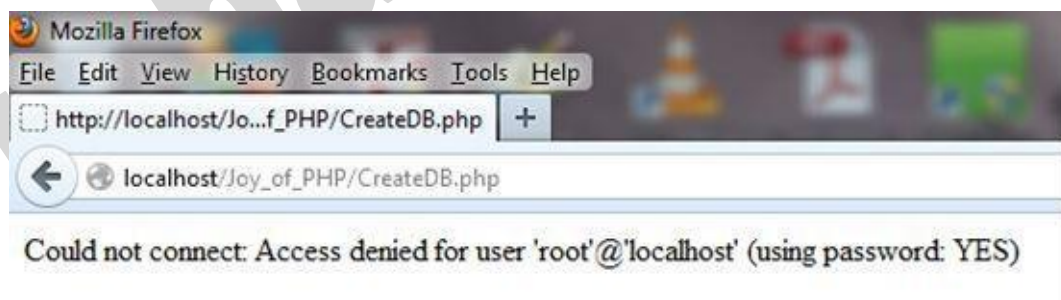 Mozilla Firefox
File Edit View History Bookmarks Tools Help
http://localhost/Jo...f_PHP/CreateDB.php +
localhost/Joy_of_PHP/CreateDB.php
Could not connect: Access denied for user 'root'@'localhost' (using password: YES)